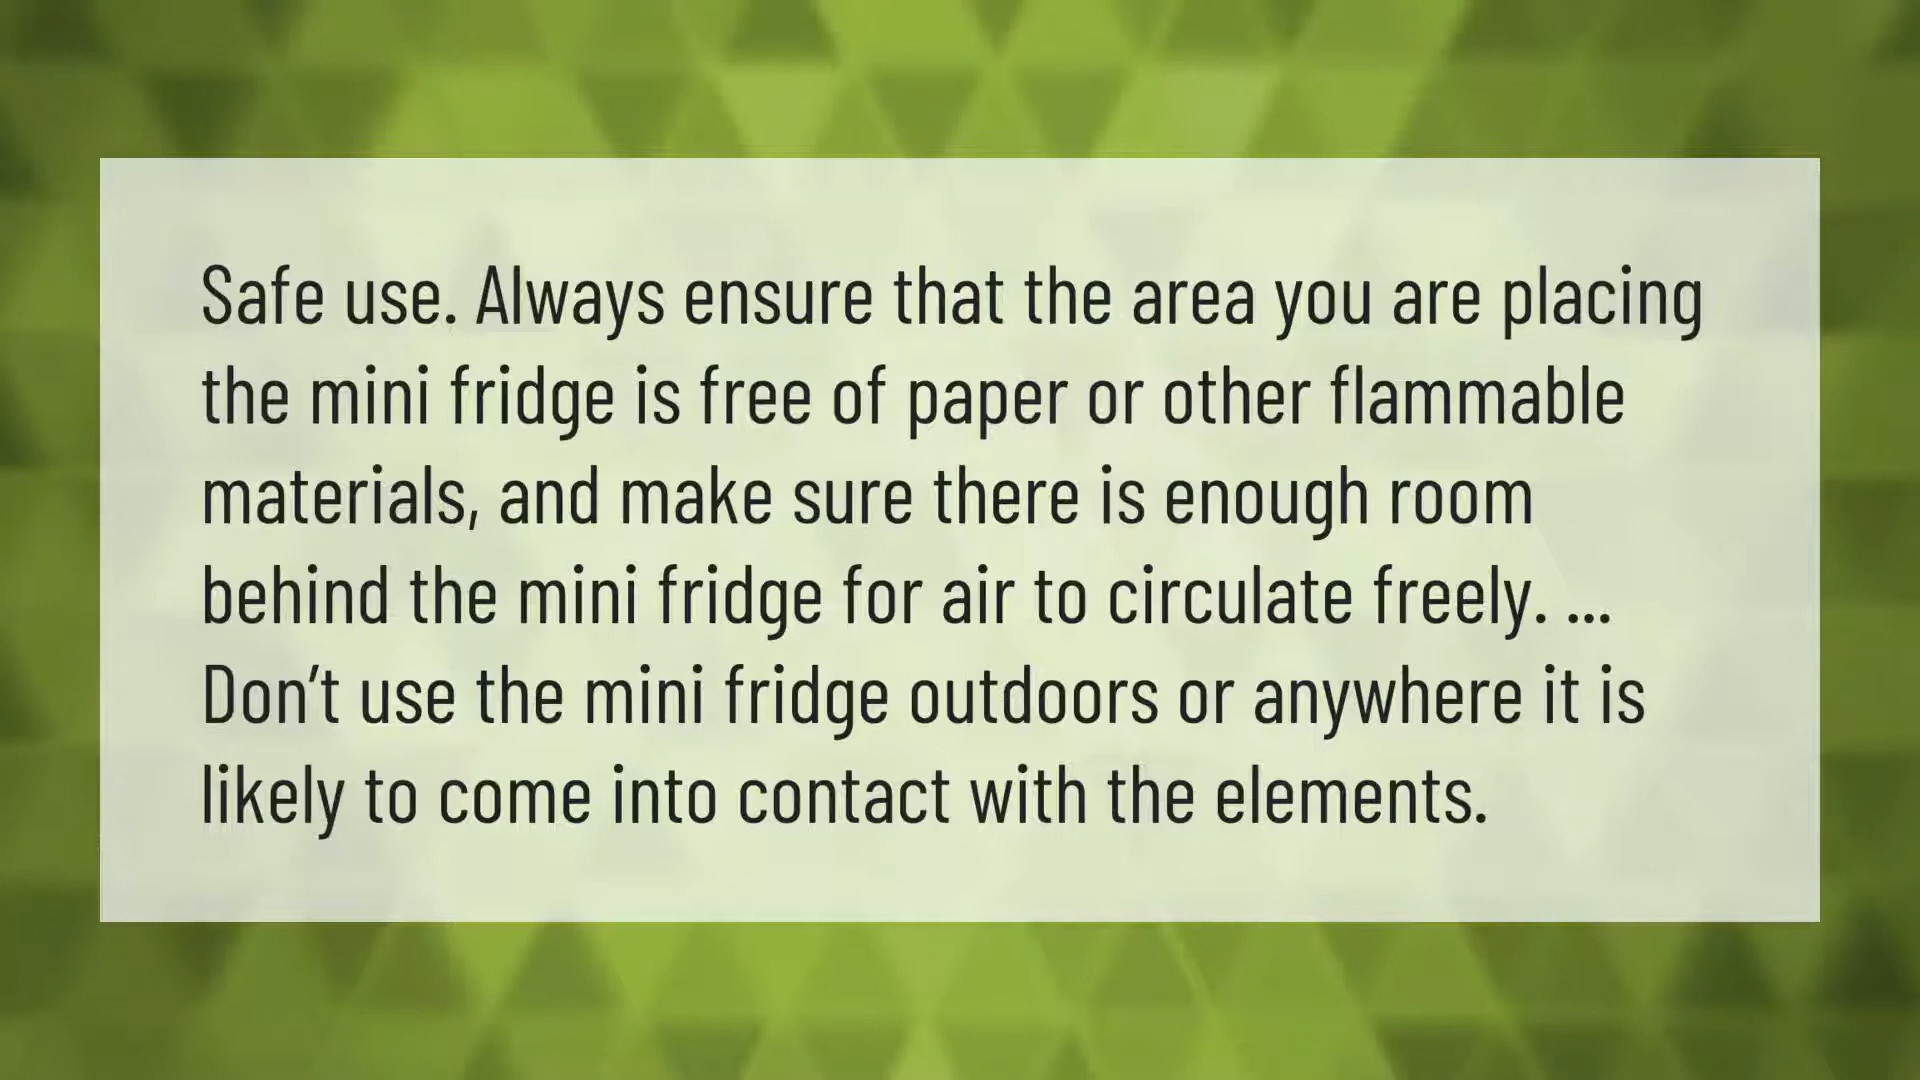 Safe use. Always ensure that the area you are placing
the mini fridge is free of paper or other flammable
materials, and make sure there is enough room
behind the mini fridge for air to circulate freely. ...
Don’t use the mini fridge outdoors or anywhere it is
likely to come into contact with the elements.